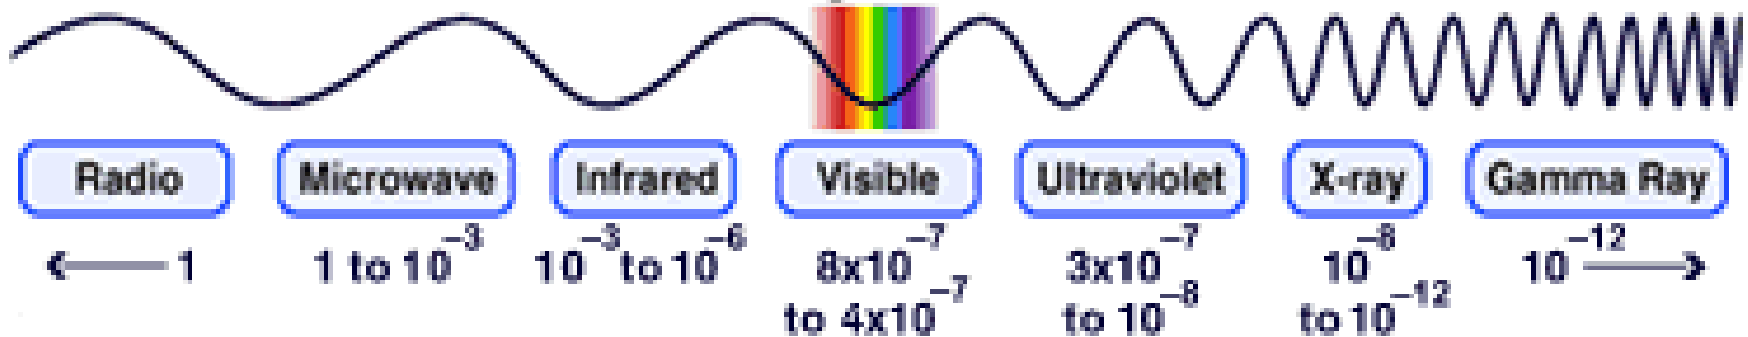 Radio Microwave Infrared Visible Ultraviolet X-ray Gamma Ray
1 1 to 10⁻³ 10⁻³ to 10⁻⁶ 8x10⁻⁷ 3x10⁻⁷ 10⁻⁸ 10⁻¹²
to 4x10⁻⁷ to 10⁻⁸ to 10⁻¹²